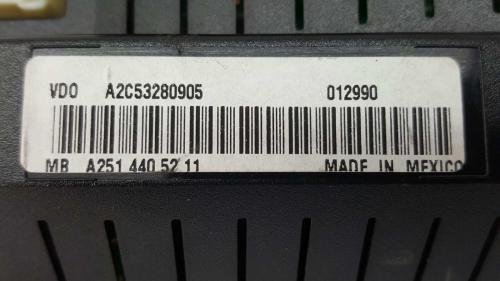 VDO A2C53280905 012990
MB A251 440 52 11 MADE IN MEXICO